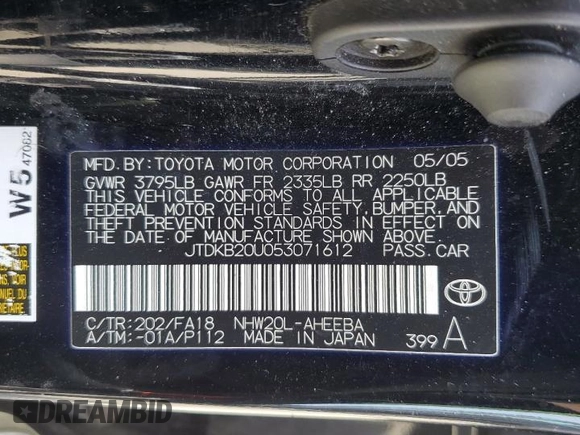 MFD.BY:TOYOTA MOTOR CORPORATION 05/05
GVWR 3795LB GAWR FR 2335LB RR 2250LB
THIS VEHICLE CONFORMS TO ALL APPLICABLE
FEDERAL MOTOR VEHICLE SAFETY,BUMPER,AND
THEFT PREVENTION STANDARDS IN EFFECT ON
THE DATE OF MANUFACTURE SHOWN ABOVE.
JTDKB20U053071612 PASS.CAR
C/TR:202/FA18 NHW20L-AHEEBA
A/TM:-01A/P112 MADE IN JAPAN 399 A
TOYOTA
W5
DREAMBID